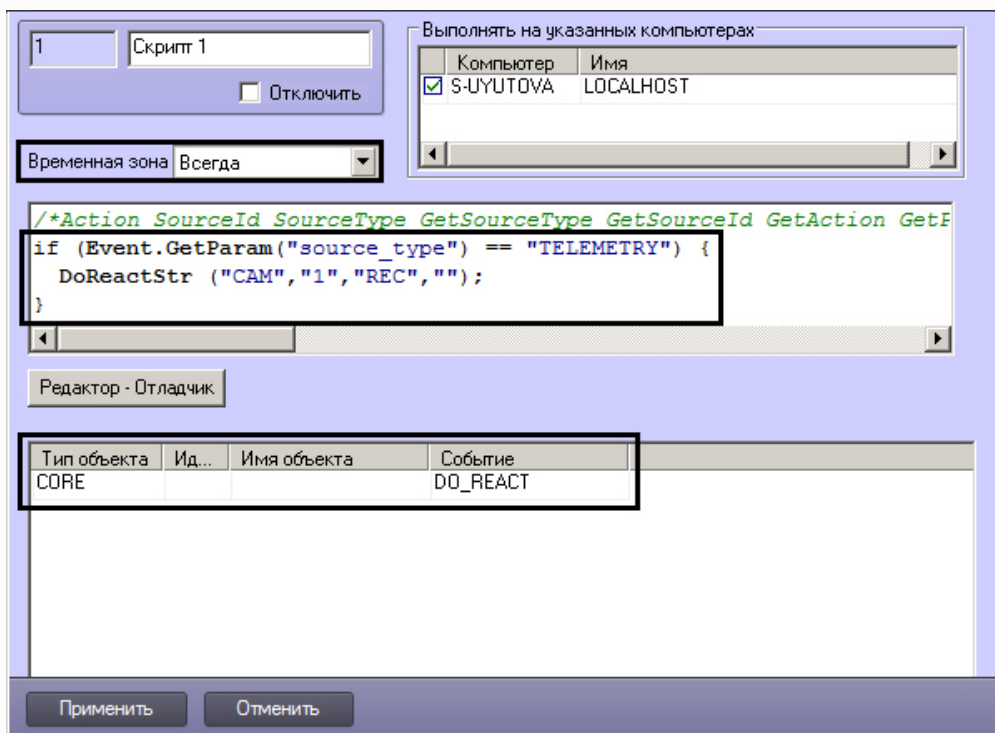 1
Скрипт 1
Отключить
Выполнять на указанных компьютерах
Компьютер Имя
S-UYUTOVA LOCALHOST
Временная зона Всегда
/*Action SourceId SourceType GetSourceType GetSourceId GetAction
if (Event.GetParam("source_type") == "TELEMETRY") {
DoReactStr ("CAM","1","REC","");
}
Редактор - Отладчик
Тип объекта Ид... Имя объекта Событие
CORE DO_REACT
Применить Отменить